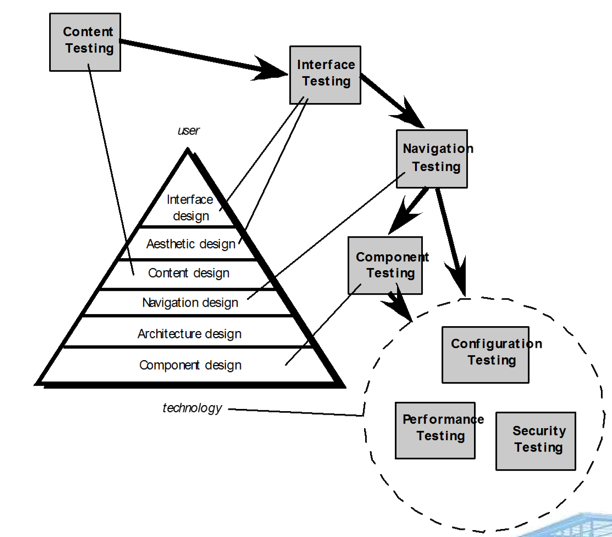 Content
Testing
Interface
Testing
user
Navigation
Testing
Interface
design
Aesthetic design
Content design
Navigation design
Architecture design
Component design
Component
Testing
technology
Configuration
Testing
Performance
Testing
Security
Testing